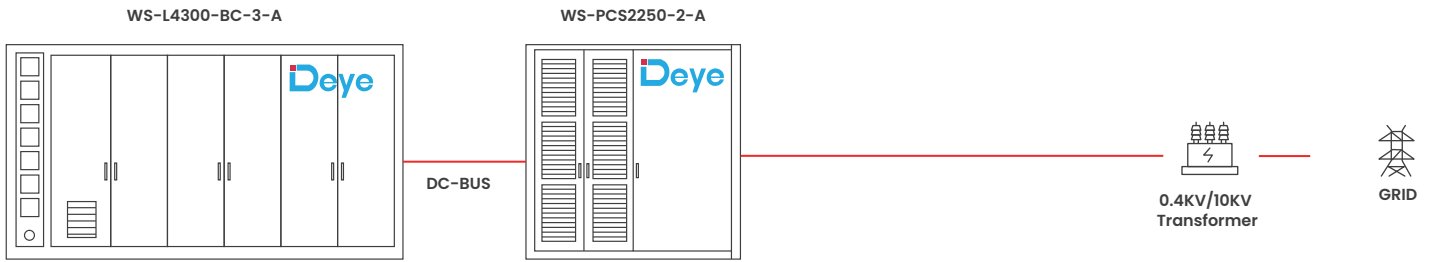 WS-L4300-BC-3-A
WS-PCS2250-2-A
Deye
Deye
DC-BUS
0.4KV/10KV
Transformer
GRID